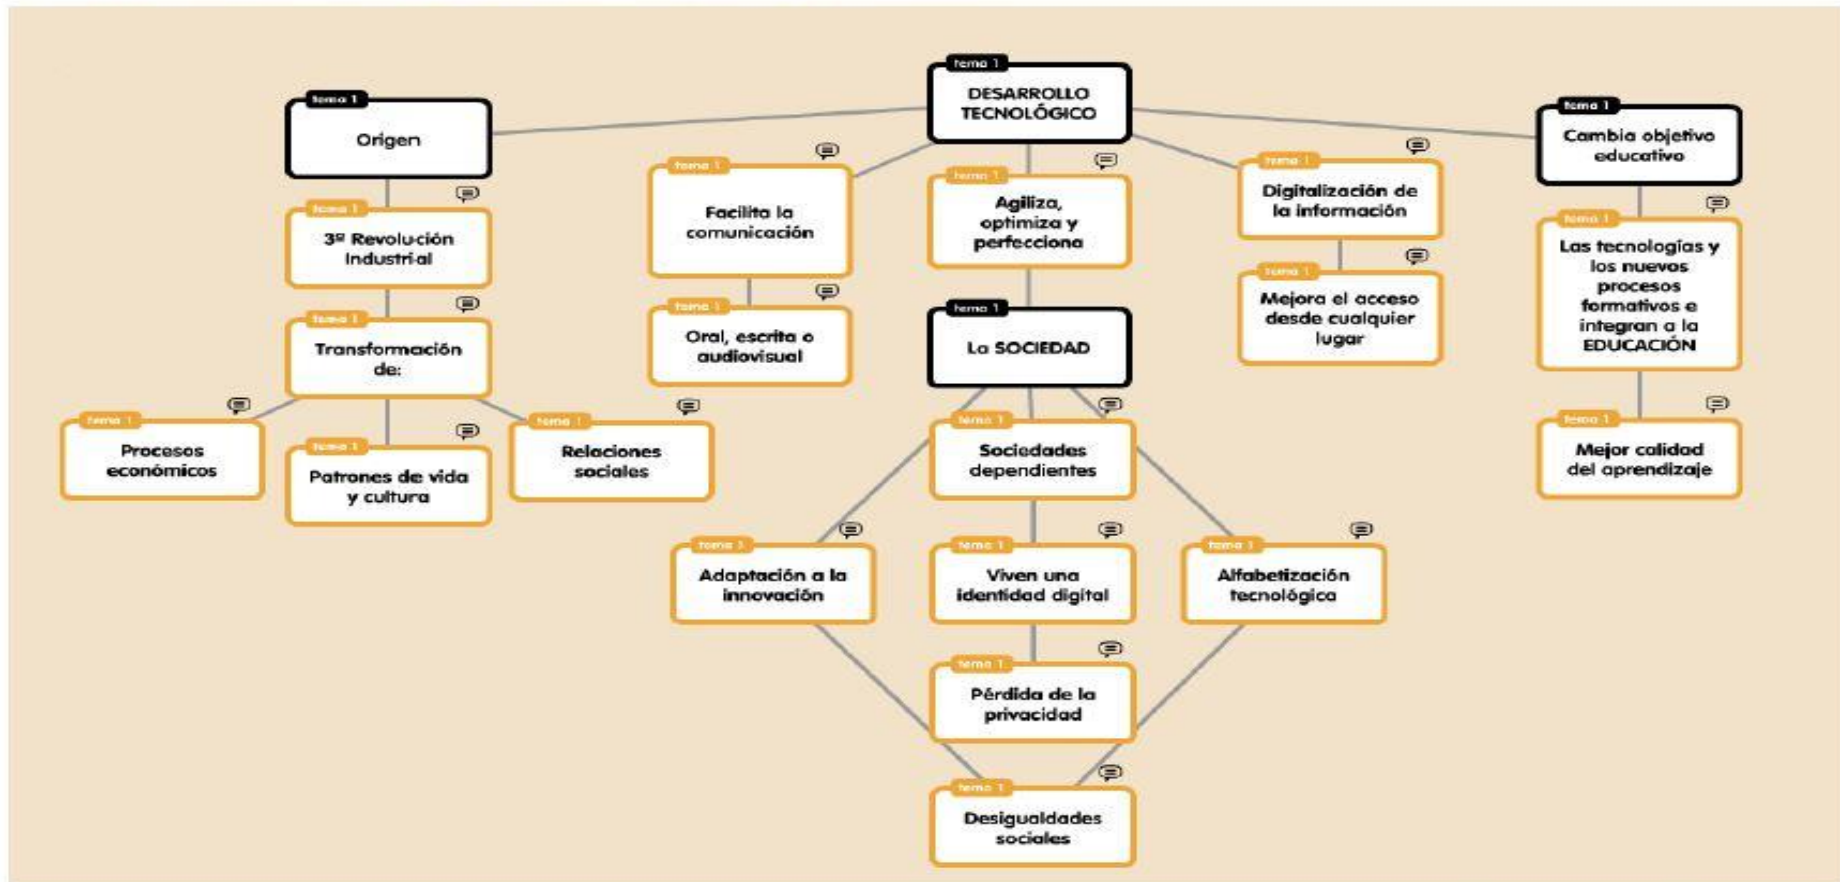 tema 1
DESARROLLO
TECNOLÓGICO
tema 1
Origen
tema 1
3ª Revolución
Industrial
tema 1
Transformación
de:
tema 1
Procesos
económicos
tema 1
Patrones de vida
y cultura
tema 1
Relaciones
sociales
tema 1
Facilita la
comunicación
tema 1
Oral, escrita o
audiovisual
tema 1
Agiliza,
optimiza y
perfecciona
tema 1
La SOCIEDAD
tema 1
Sociedades
dependientes
tema 1
Adaptación a la
innovación
tema 1
Viven una
identidad digital
tema 1
Alfabetización
tecnológica
tema 1
Pérdida de la
privacidad
tema 1
Desigualdades
sociales
tema 1
Digitalización de
la información
tema 1
Mejora el acceso
desde cualquier
lugar
tema 1
Cambia objetivo
educativo
tema 1
Las tecnologías y
los nuevos
procesos
formativos e
integran a la
EDUCACIÓN
tema 1
Mejor calidad
del aprendizaje